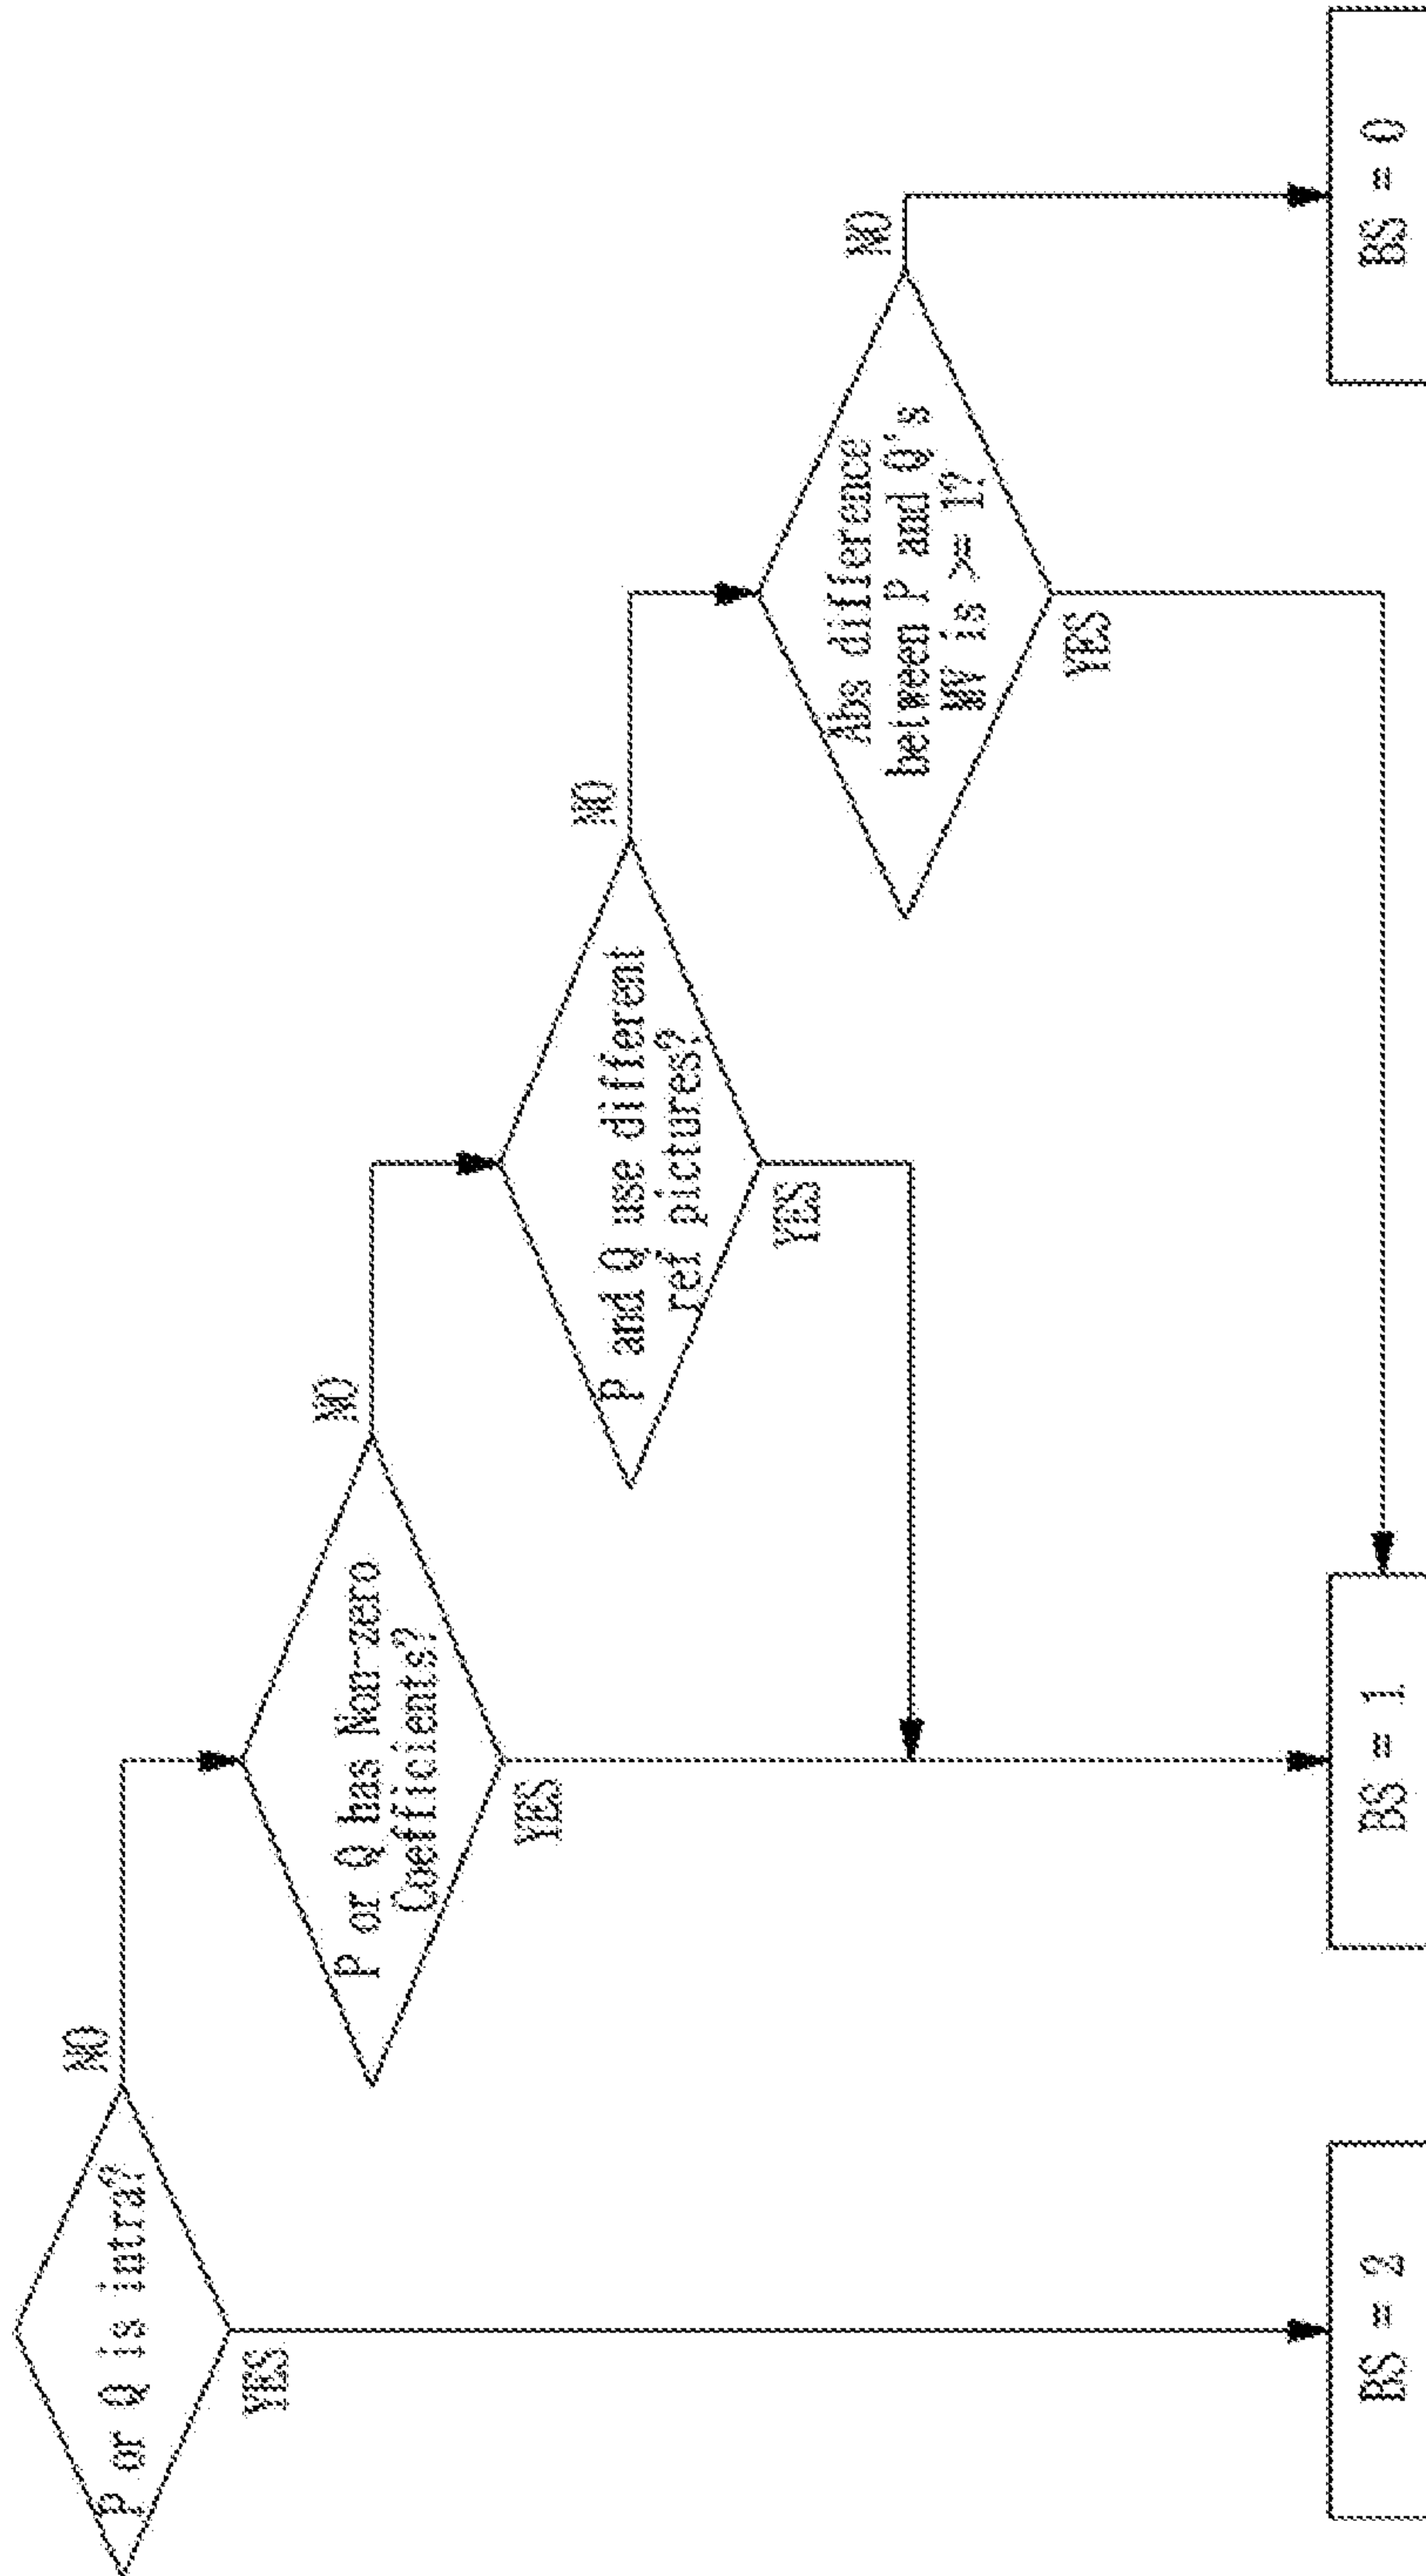 P or Q is intra?
NO
YES
P or Q has Non-zero
Coefficients?
NO
YES
P and Q use different
ref pictures?
NO
YES
Abs difference
between P and Q's
MV is >= 1?
NO
YES
BS = 2
BS = 1
BS = 0